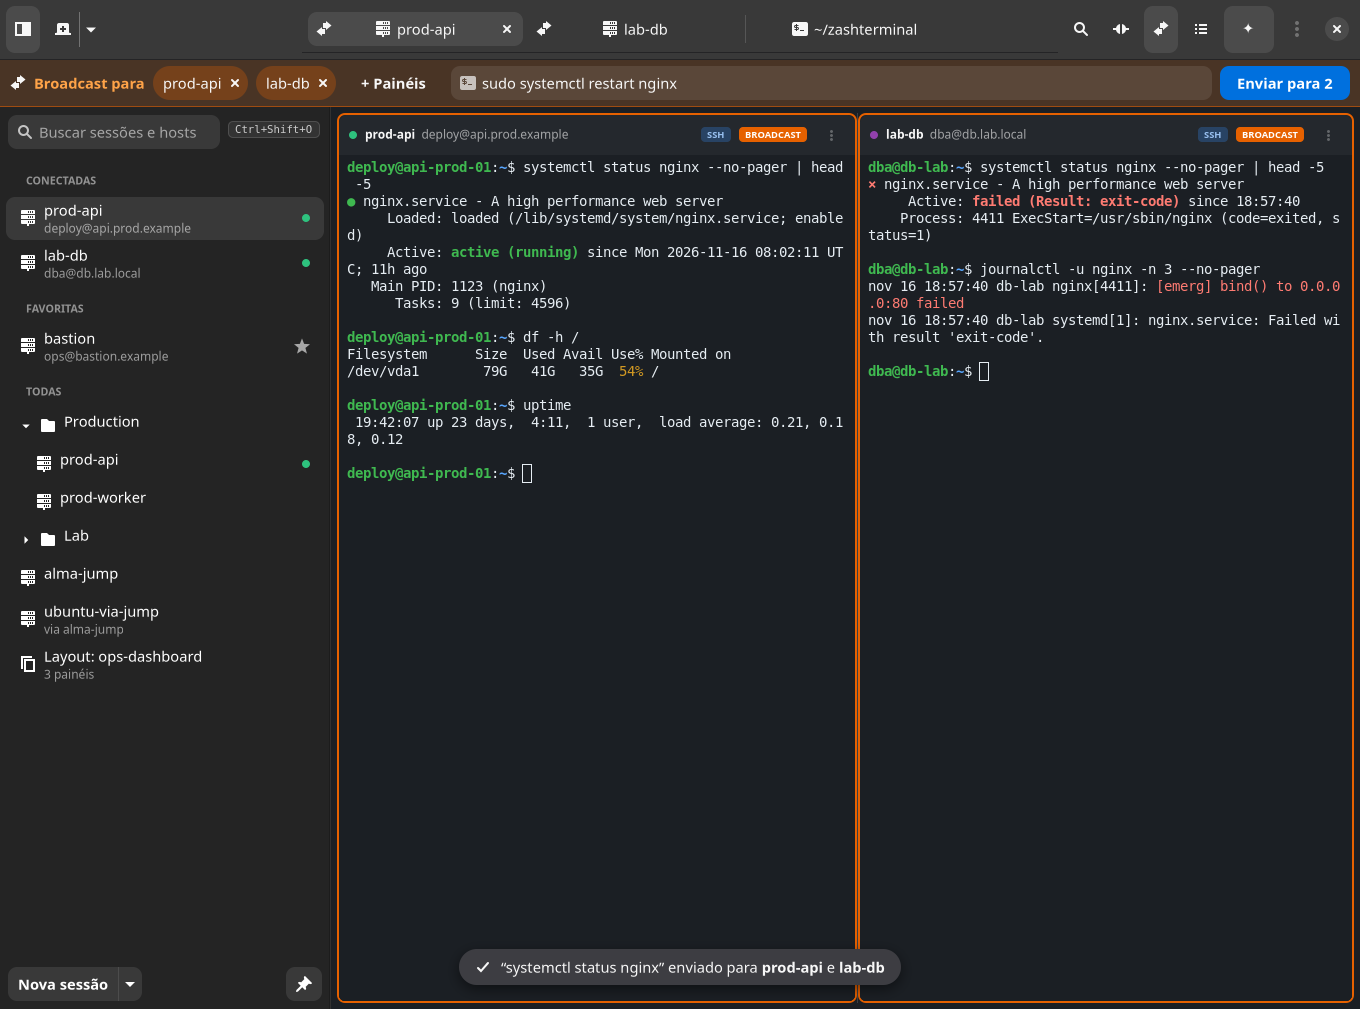 prod-api
lab-db
~/zashterminal
Broadcast para
prod-api
lab-db
+ Painéis
sudo systemctl restart nginx
Enviar para 2
Buscar sessões e hosts
Ctrl+Shift+O
CONECTADAS
prod-api
deploy@api.prod.example
lab-db
dba@db.lab.local
FAVORITAS
bastion
ops@bastion.example
TODAS
Production
prod-api
prod-worker
Lab
alma-jump
ubuntu-via-jump
via alma-jump
Layout: ops-dashboard
3 painéis
Nova sessão
prod-api deploy@api.prod.example SSH BROADCAST
deploy@api-prod-01:~$ systemctl status nginx --no-pager | head
-5
● nginx.service - A high performance web server
Loaded: loaded (/lib/systemd/system/nginx.service; enable
d)
Active: active (running) since Mon 2026-11-16 08:02:11 UT
C; 11h ago
Main PID: 1123 (nginx)
Tasks: 9 (limit: 4596)
deploy@api-prod-01:~$ df -h /
Filesystem Size Used Avail Use% Mounted on
/dev/vda1 79G 41G 35G 54% /
deploy@api-prod-01:~$ uptime
19:42:07 up 23 days, 4:11, 1 user, load average: 0.21, 0.1
8, 0.12
deploy@api-prod-01:~$
lab-db dba@db.lab.local SSH BROADCAST
dba@db-lab:~$ systemctl status nginx --no-pager | head -5
× nginx.service - A high performance web server
Active: failed (Result: exit-code) since 18:57:40
Process: 4411 ExecStart=/usr/sbin/nginx (code=exited, s
tatus=1)
dba@db-lab:~$ journalctl -u nginx -n 3 --no-pager
nov 16 18:57:40 db-lab nginx[4411]: [emerg] bind() to 0.0.0
.0:80 failed
nov 16 18:57:40 db-lab systemd[1]: nginx.service: Failed wi
th result 'exit-code'.
dba@db-lab:~$
“systemctl status nginx” enviado para prod-api e lab-db